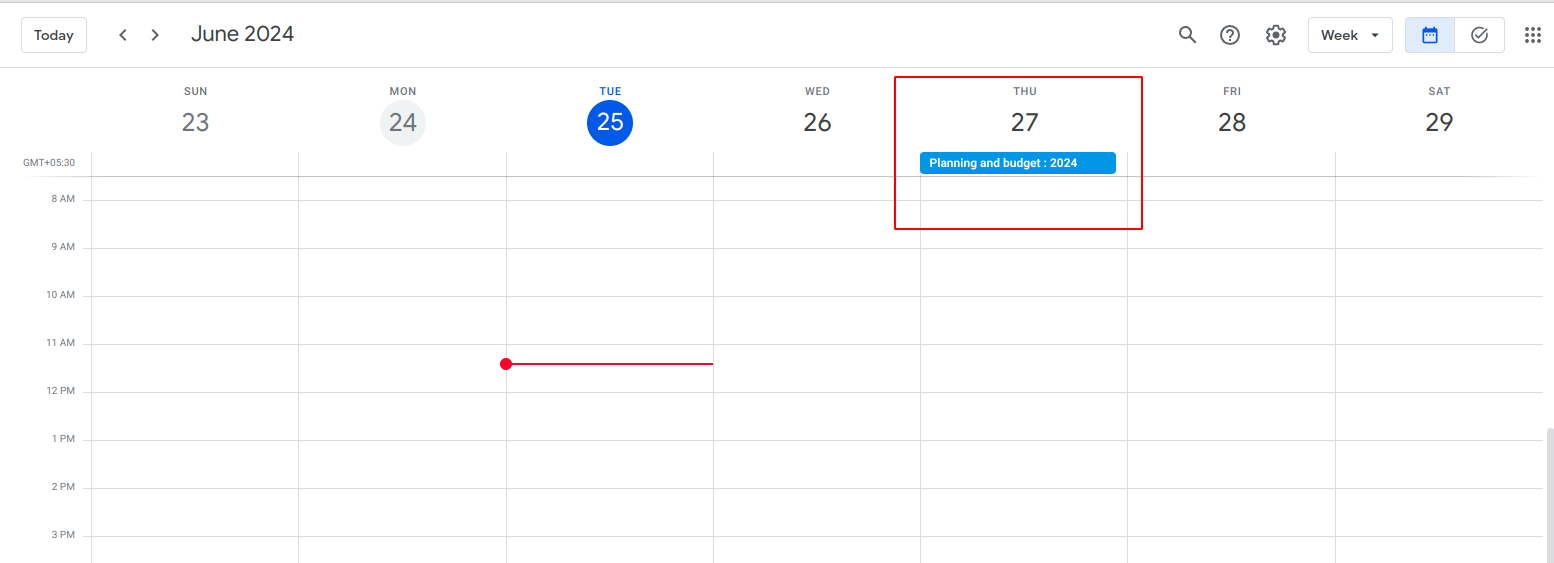 Today
June 2024
Week
SUN
MON
TUE
WED
THU
FRI
SAT
23
24
25
26
27
28
29
GMT+05:30
Planning and budget : 2024
8 AM
9 AM
10 AM
11 AM
12 PM
1 PM
2 PM
3 PM